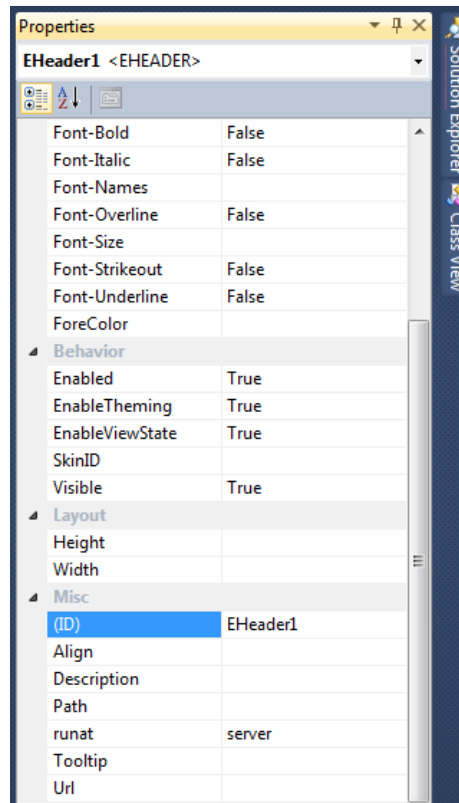 Properties
EHeader1 <EHEADER>
Font-Bold False
Font-Italic False
Font-Names
Font-Overline False
Font-Size
Font-Strikeout False
Font-Underline False
ForeColor
Behavior
Enabled True
EnableTheming True
EnableViewState True
SkinID
Visible True
Layout
Height
Width
Misc
(ID) EHeader1
Align
Description
Path
runat server
Tooltip
Url
Solution Explorer
Class View